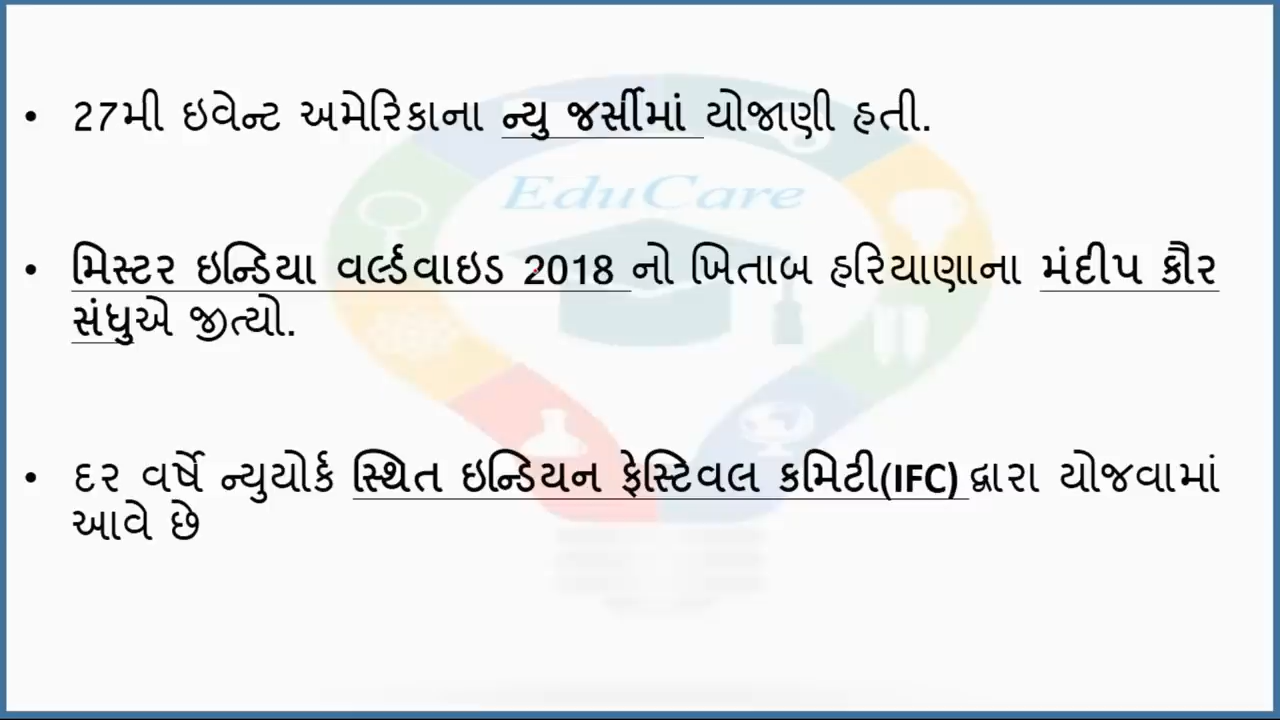 • 27મી ઇવેન્ટ અમેરિકાના ન્યુ જર્સીમાં યોજાણી હતી.
EduCare
• મિસ્ટર ઇન્ડિયા વર્લ્ડવાઇડ 2018 નો ખિતાબ હરિયાણાના મંદીપ કૌર
સંધુએ જીત્યો.
• દર વર્ષે ન્યુયોર્ક સ્થિત ઇન્ડિયન ફેસ્ટિવલ કમિટી(IFC) દ્વારા યોજવામાં
આવે છે